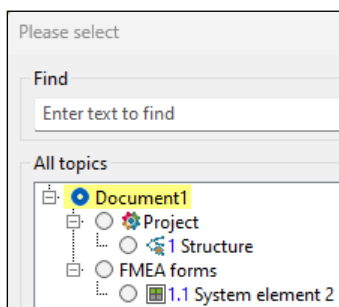 Please select
Find
Enter text to find
All topics
Document1
Project
1 Structure
FMEA forms
1.1 System element 2